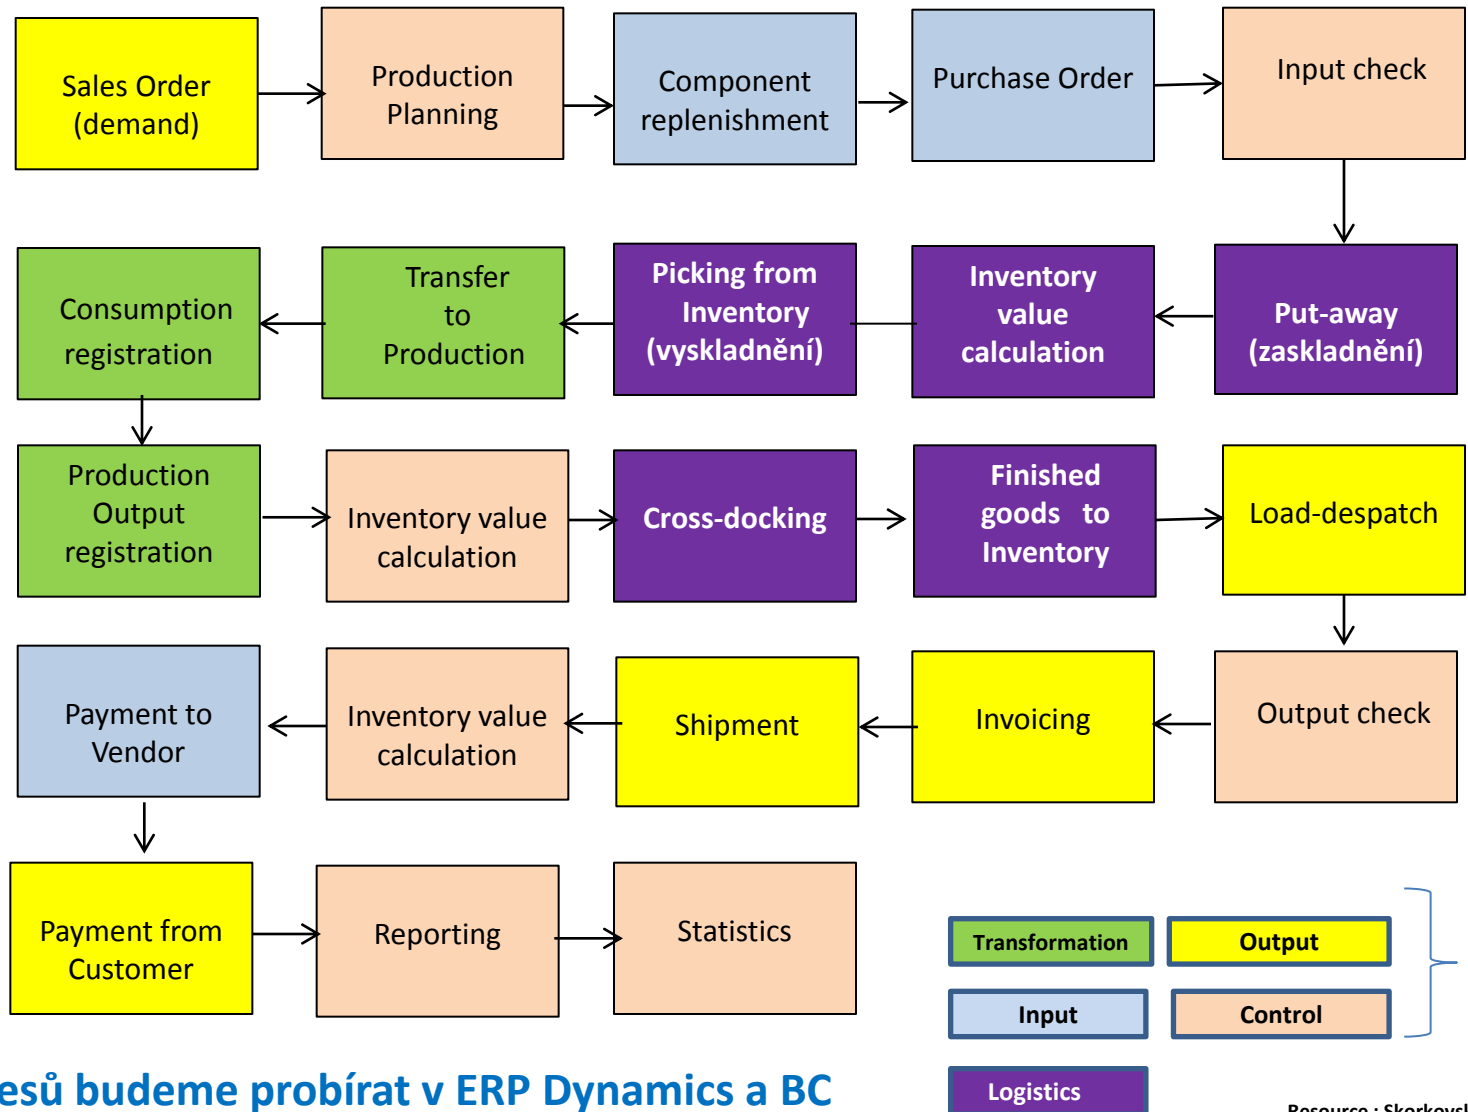 Sales Order
(demand)
Production
Planning
Component
replenishment
Purchase Order
Input check
Consumption
registration
Transfer
to
Production
Picking from
Inventory
(vyskladnění)
Inventory
value
calculation
Put-away
(zaskladnění)
Production
Output
registration
Inventory value
calculation
Cross-docking
Finished
goods to
Inventory
Load-despatch
Payment to
Vendor
Inventory value
calculation
Shipment
Invoicing
Output check
Payment from
Customer
Reporting
Statistics
Transformation
Output
Input
Control
Logistics
esů budeme probírat v ERP Dynamics a BC
Resource :